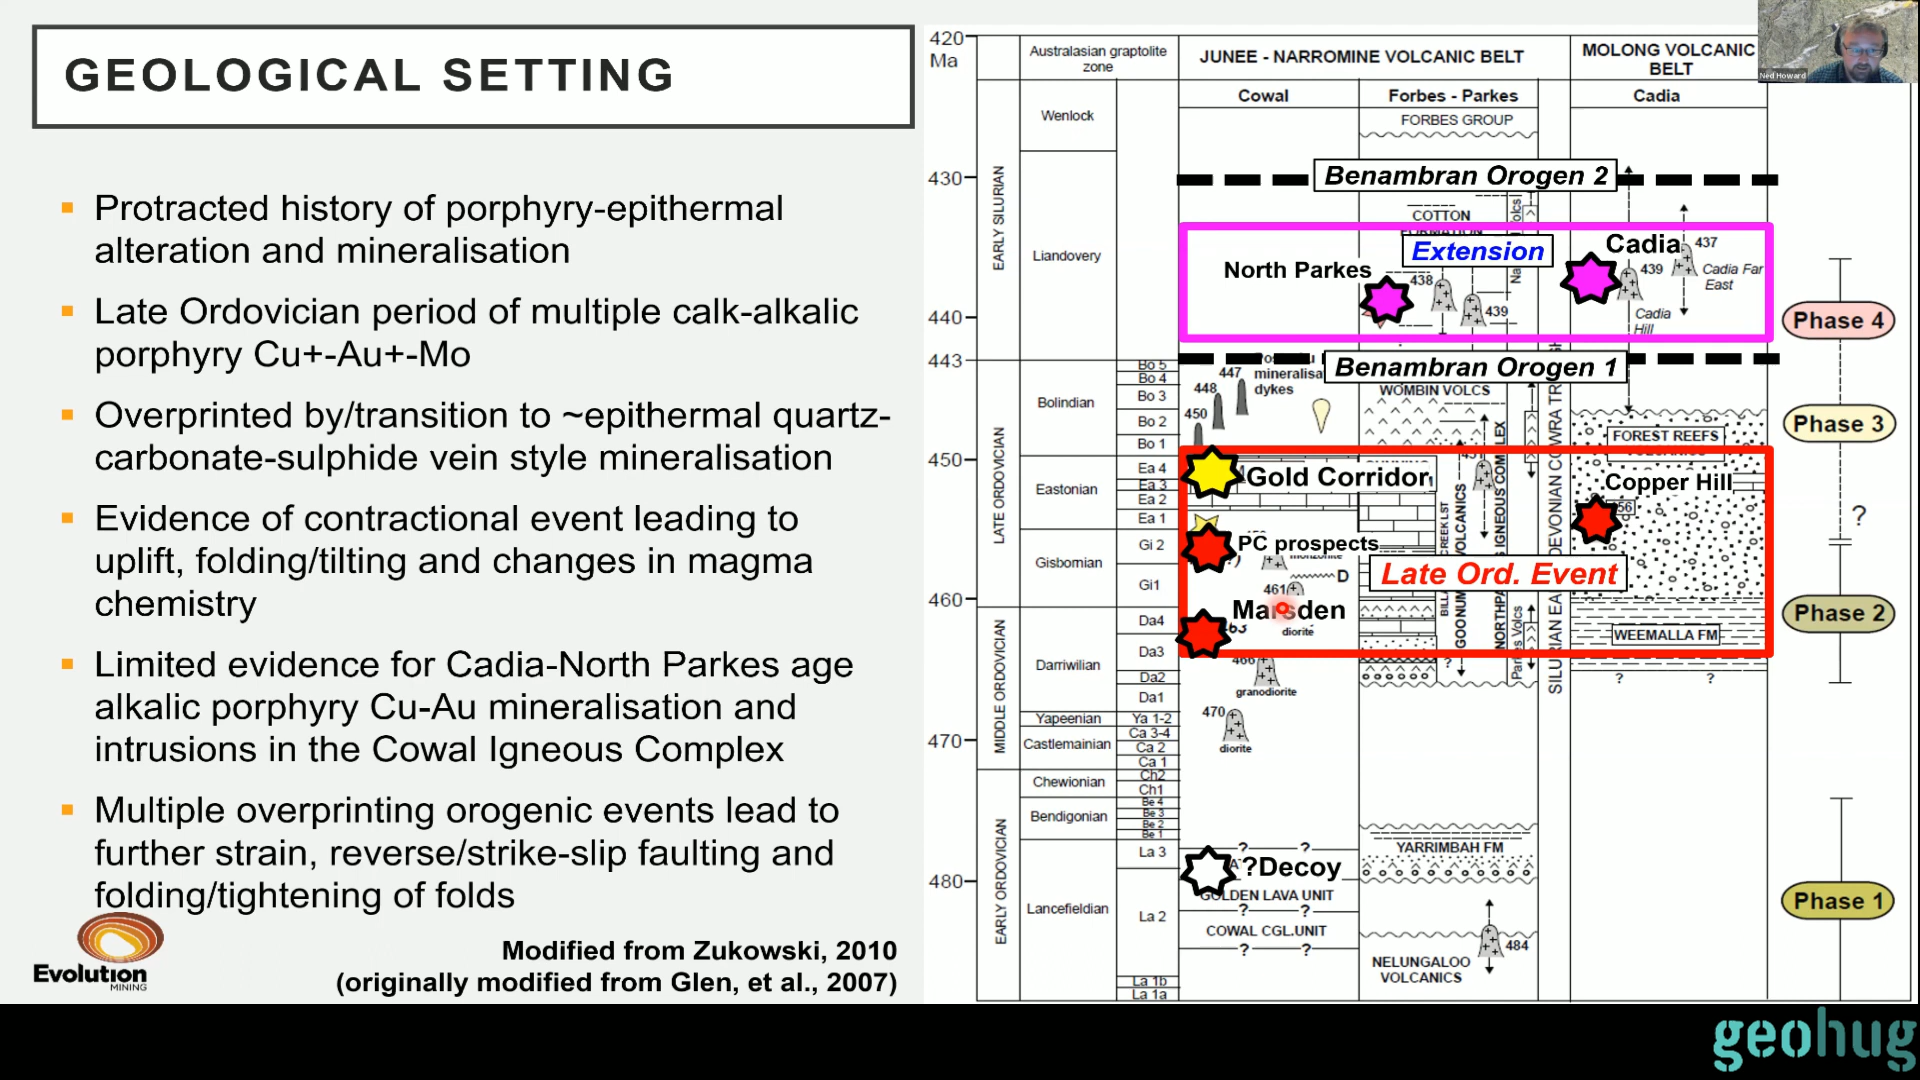 GEOLOGICAL SETTING
Protracted history of porphyry-epithermal
alteration and mineralisation
Late Ordovician period of multiple calk-alkalic
porphyry Cu+-Au+-Mo
Overprinted by/transition to ~epithermal quartz-
carbonate-sulphide vein style mineralisation
Evidence of contractional event leading to
uplift, folding/tilting and changes in magma
chemistry
Limited evidence for Cadia-North Parkes age
alkalic porphyry Cu-Au mineralisation and
intrusions in the Cowal Igneous Complex
Multiple overprinting orogenic events lead to
further strain, reverse/strike-slip faulting and
folding/tightening of folds
Evolution
MINING
Modified from Zukowski, 2010
(originally modified from Glen, et al., 2007)
420
Ma
430
440
443
450
460
470
480
Australasian graptolite
zone
JUNEE - NARROMINE VOLCANIC BELT
MOLONG VOLCANIC
BELT
Ned Howard
Cowal
Forbes - Parkes
Cadia
EARLY SILURIAN
LATE ORDOVICIAN
MIDDLE ORDOVICIAN
EARLY ORDOVICIAN
Wenlock
Llandovery
Bolindian
Eastonian
Gisbornian
Darriwilian
Yapeenian
Castlemainian
Chewionian
Bendigonian
Lancefieldian
Bo 5
Bo 4
Bo 3
Bo 2
Bo 1
Ea 4
Ea 3
Ea 2
Ea 1
Gi 2
Gi1
Da4
Da3
Da2
Da1
Ya 1-2
Ca 3-4
Ca 2
Ca 1
Ch2
Ch1
Be 4
Be 3
Be 2
Be 1
La 3
La 2
La 1b
La 1a
FORBES GROUP
Benambran Orogen 2
COTTON
Extension
North Parkes
438
439
Cadia
437
439
Cadia Far
East
Cadia
Hill
Benambran Orogen 1
447
dykes
448
450
WOMBIN VOLCS
FOREST REEFS
Gold Corridor
Copper Hill
PC prospects
D
461
Late Ord. Event
Marsden
diorite
GOONUM VOLCANICS
Parkes Volcs
WEEMALLA FM
?
?
?
466
granodiorite
470
diorite
?
?
?Decoy
GOLDEN LAVA UNIT
?
?
COWAL CGL.UNIT
?
?
YARRIMBAH FM
484
NELUNGALOO
VOLCANICS
Phase 4
Phase 3
?
Phase 2
Phase 1
geohug